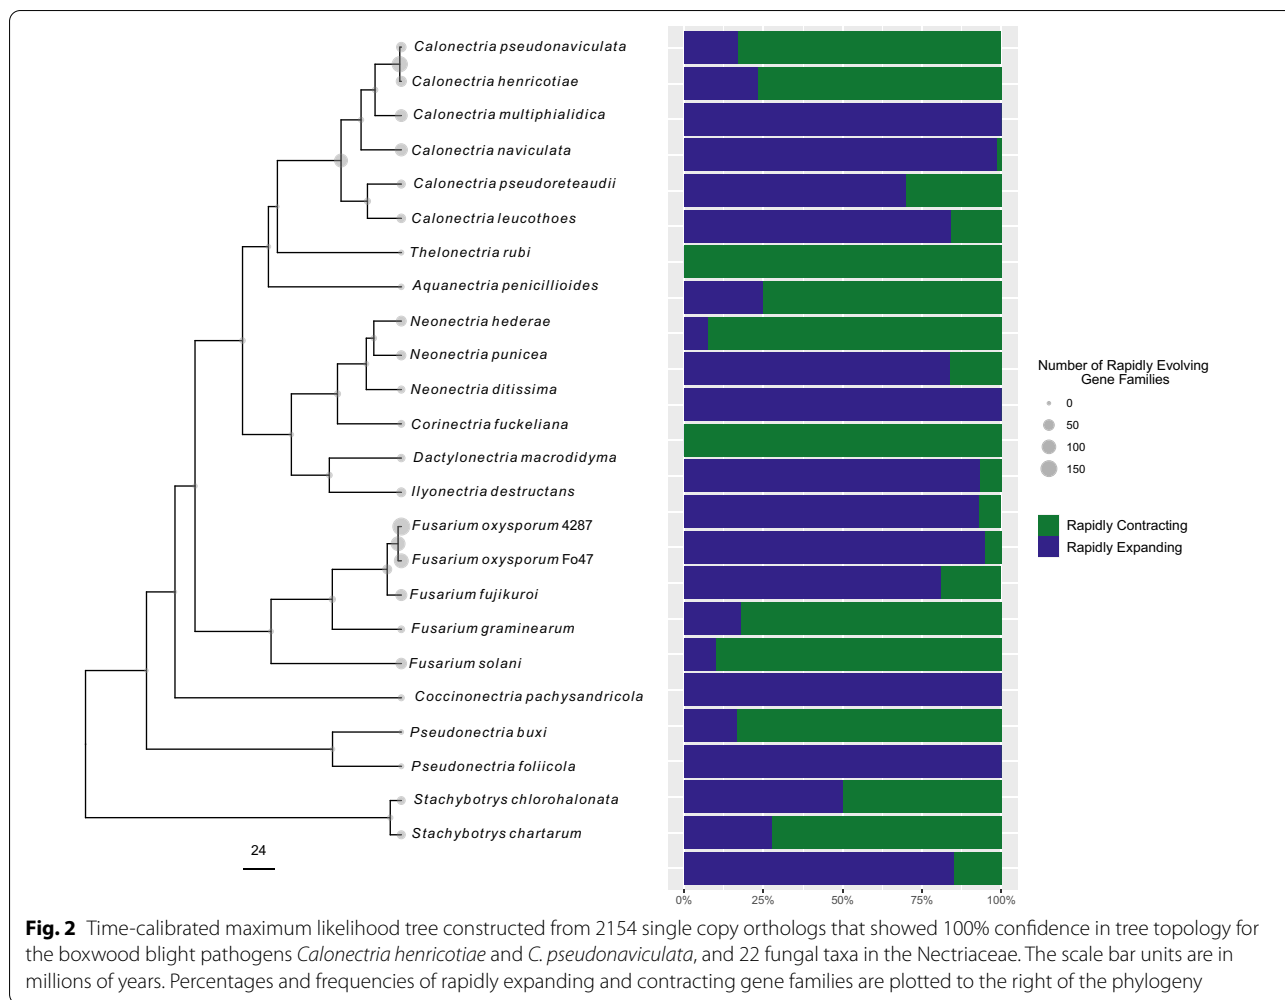 Calonectria pseudonaviculata
Calonectria henricotiae
Calonectria multiphialidica
Calonectria naviculata
Calonectria pseudoreteaudii
Calonectria leucothoes
Thelonectria rubi
Aquanectria penicillioides
Neonectria hederae
Neonectria punicea
Neonectria ditissima
Corinectria fuckeliana
Dactylonectria macrodidyma
Ilyonectria destructans
Fusarium oxysporum 4287
Fusarium oxysporum Fo47
Fusarium fujikuroi
Fusarium graminearum
Fusarium solani
Coccinonectria pachysandricola
Pseudonectria buxi
Pseudonectria foliicola
Stachybotrys chlorohalonata
Stachybotrys chartarum
24
0% 25% 50% 75% 100%
Number of Rapidly Evolving
Gene Families
0
50
100
150
Rapidly Contracting
Rapidly Expanding
Fig. 2 Time-calibrated maximum likelihood tree constructed from 2154 single copy orthologs that showed 100% confidence in tree topology for
the boxwood blight pathogens Calonectria henricotiae and C. pseudonaviculata, and 22 fungal taxa in the Nectriaceae. The scale bar units are in
millions of years. Percentages and frequencies of rapidly expanding and contracting gene families are plotted to the right of the phylogeny